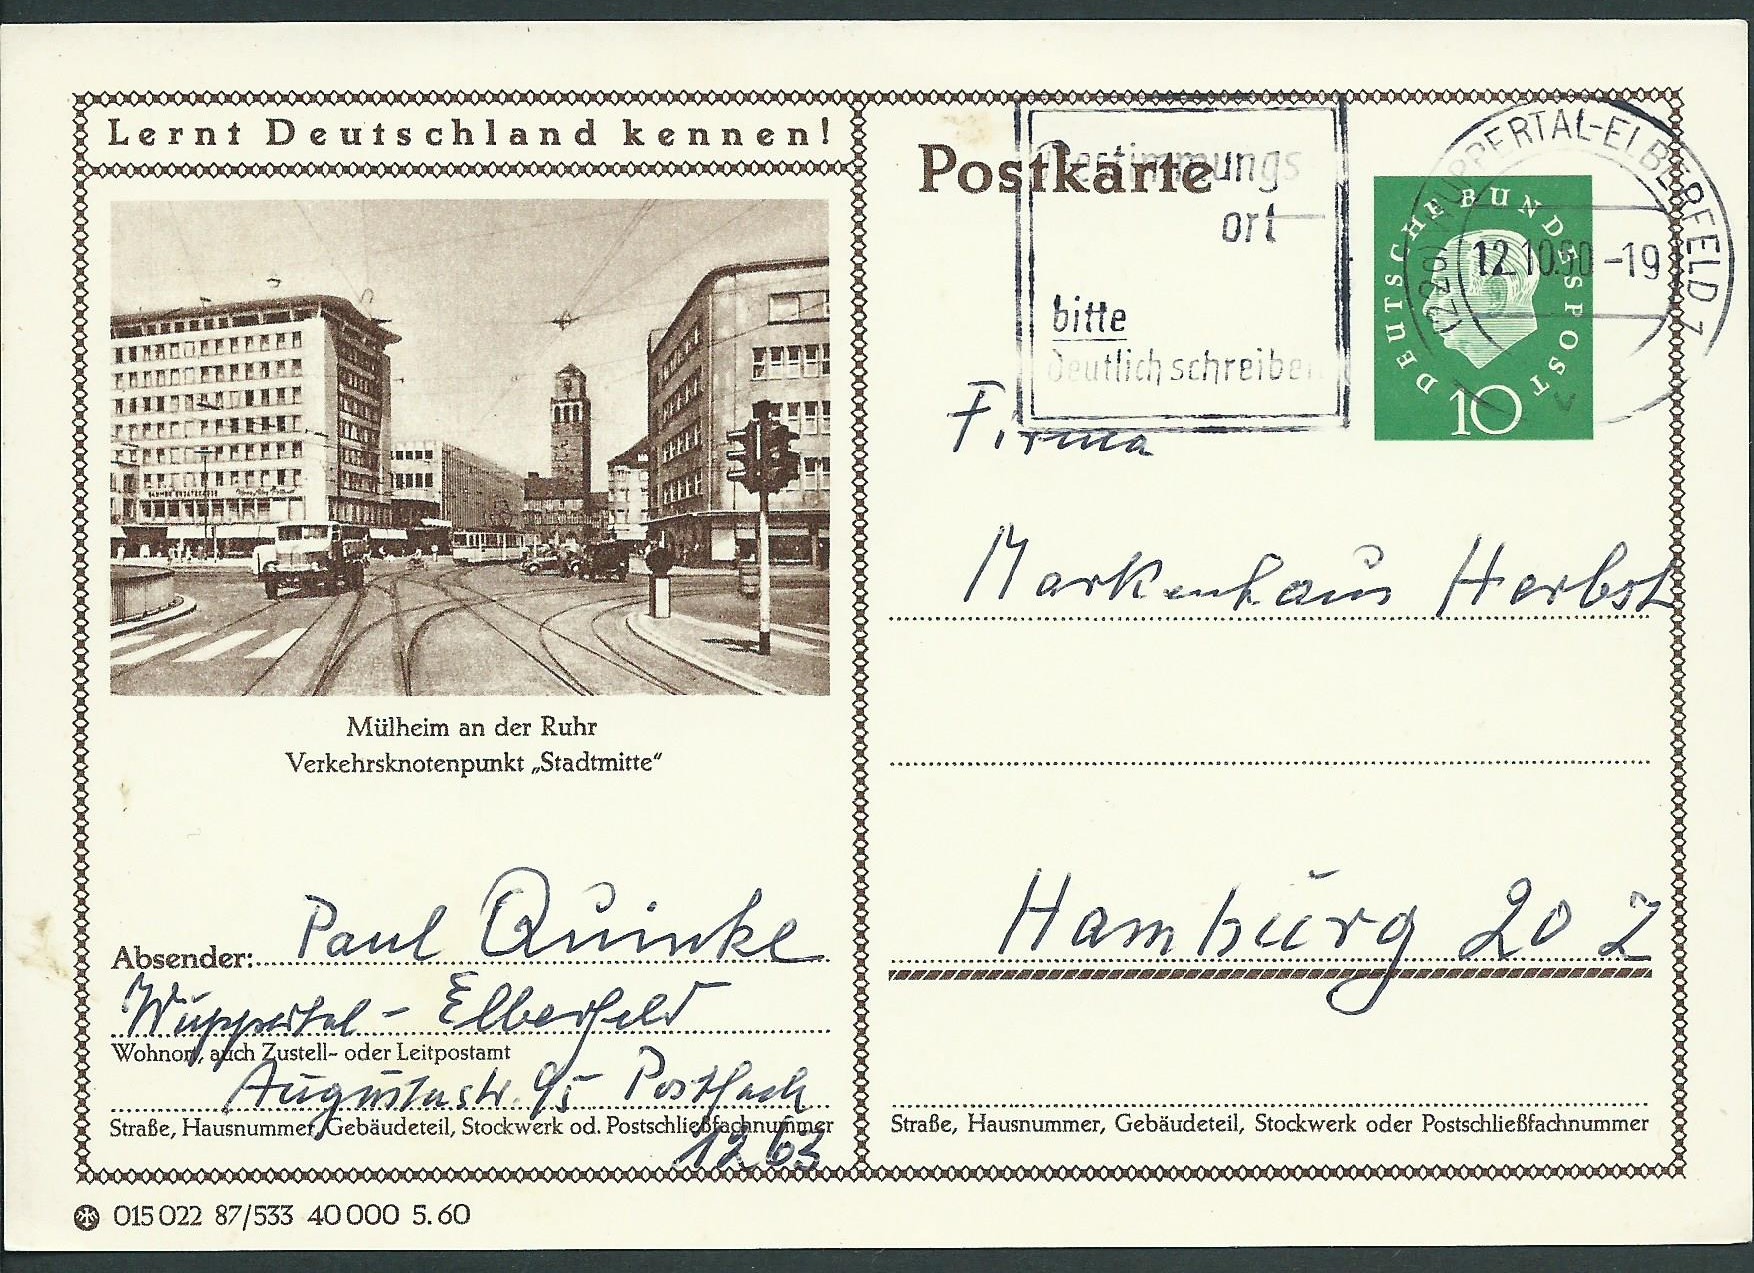 Lernt Deutschland kennen!
Mülheim an der Ruhr
Verkehrsknotenpunkt „Stadtmitte“
Absender: Paul Quinke
Wuppertal-Elberfeld
Wohnort, auch Zustell- oder Leitpostamt
Augustastr. 95 Postfach
Straße, Hausnummer, Gebäudeteil, Stockwerk od. Postschließfachnummer
1263
015 022 87/533 40 000 5.60
Postkarte
Bestimmungs
ort
bitte
deutlich schreiben
(22a) WUPPERTAL-ELBERFELD 7
12.10.60-19
DEUTSCHE BUNDESPOST
10
Firma
Markenhaus Herbst
Hamburg 20 I
Straße, Hausnummer, Gebäudeteil, Stockwerk oder Postschließfachnummer